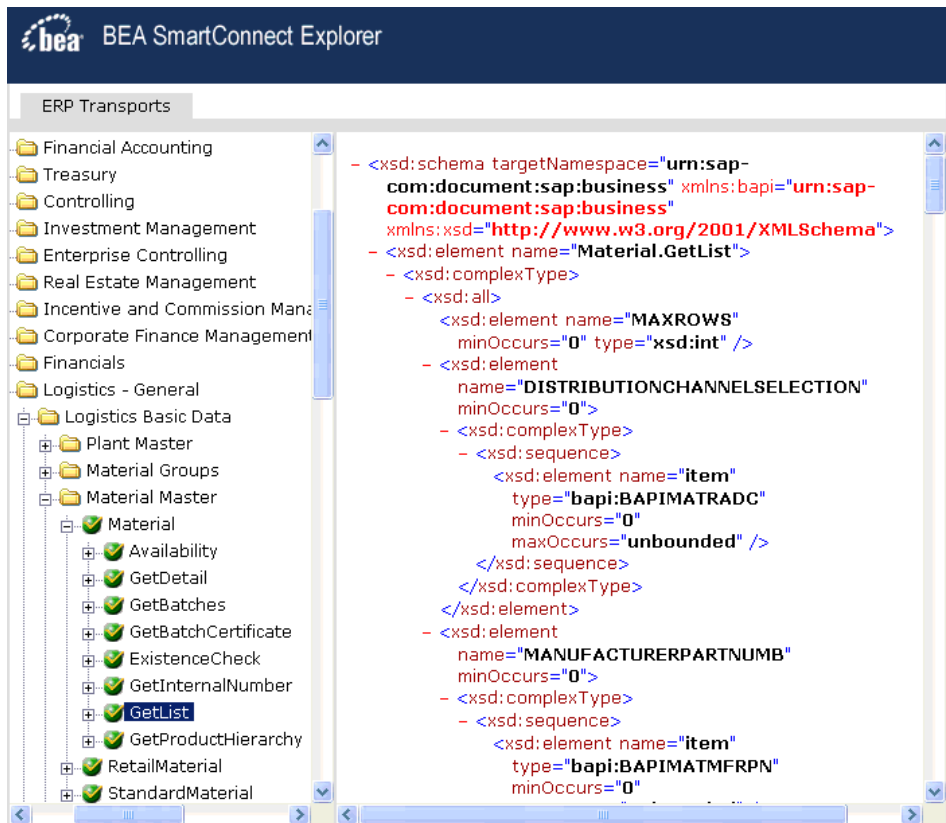 bea BEA SmartConnect Explorer
ERP Transports
Financial Accounting
Treasury
Controlling
Investment Management
Enterprise Controlling
Real Estate Management
Incentive and Commission Mana
Corporate Finance Management
Financials
Logistics - General
Logistics Basic Data
Plant Master
Material Groups
Material Master
Material
Availability
GetDetail
GetBatches
GetBatchCertificate
ExistenceCheck
GetInternalNumber
GetList
GetProductHierarchy
RetailMaterial
StandardMaterial
- <xsd:schema targetNamespace="urn:sap-
com:document:sap:business" xmlns:bapi="urn:sap-
com:document:sap:business"
xmlns:xsd="http://www.w3.org/2001/XMLSchema">
- <xsd:element name="Material.GetList">
- <xsd:complexType>
- <xsd:all>
<xsd:element name="MAXROWS"
minOccurs="0" type="xsd:int" />
- <xsd:element
name="DISTRIBUTIONCHANNELSELECTION"
minOccurs="0">
- <xsd:complexType>
- <xsd:sequence>
<xsd:element name="item"
type="bapi:BAPIMATRADC"
minOccurs="0"
maxOccurs="unbounded" />
</xsd:sequence>
</xsd:complexType>
</xsd:element>
- <xsd:element
name="MANUFACTURERPARTNUMB"
minOccurs="0">
- <xsd:complexType>
- <xsd:sequence>
<xsd:element name="item"
type="bapi:BAPIMATMFRPN"
minOccurs="0"